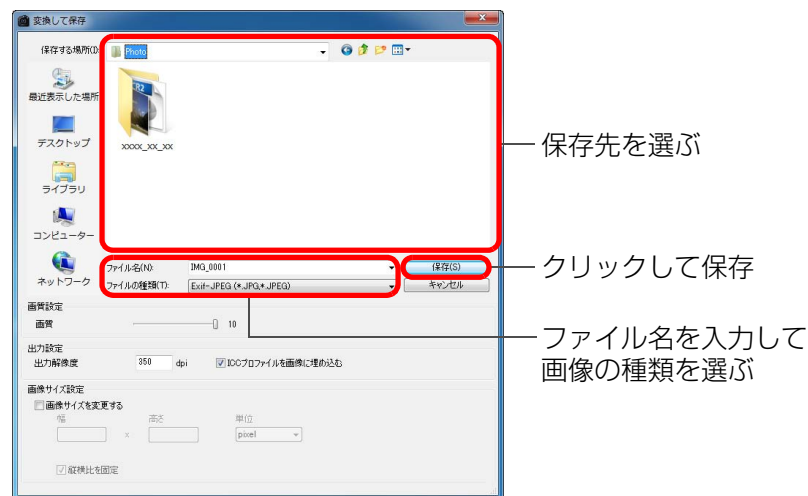 変換して保存
保存する場所(I):
Photo
最近表示した場所
デスクトップ
ライブラリ
コンピューター
ネットワーク
CR2
xxxx_xx_xx
保存先を選ぶ
ファイル名(N): IMG_0001 保存(S)
クリックして保存
ファイルの種類(T): Exif-JPEG (*.JPG,*.JPEG) キャンセル
ファイル名を入力して
画像の種類を選ぶ
画質設定
画質 10
出力設定
出力解像度 350 dpi ICCプロファイルを画像に埋め込む
画像サイズ設定
画像サイズを変更する
幅 高さ 単位
x pixel
縦横比を固定